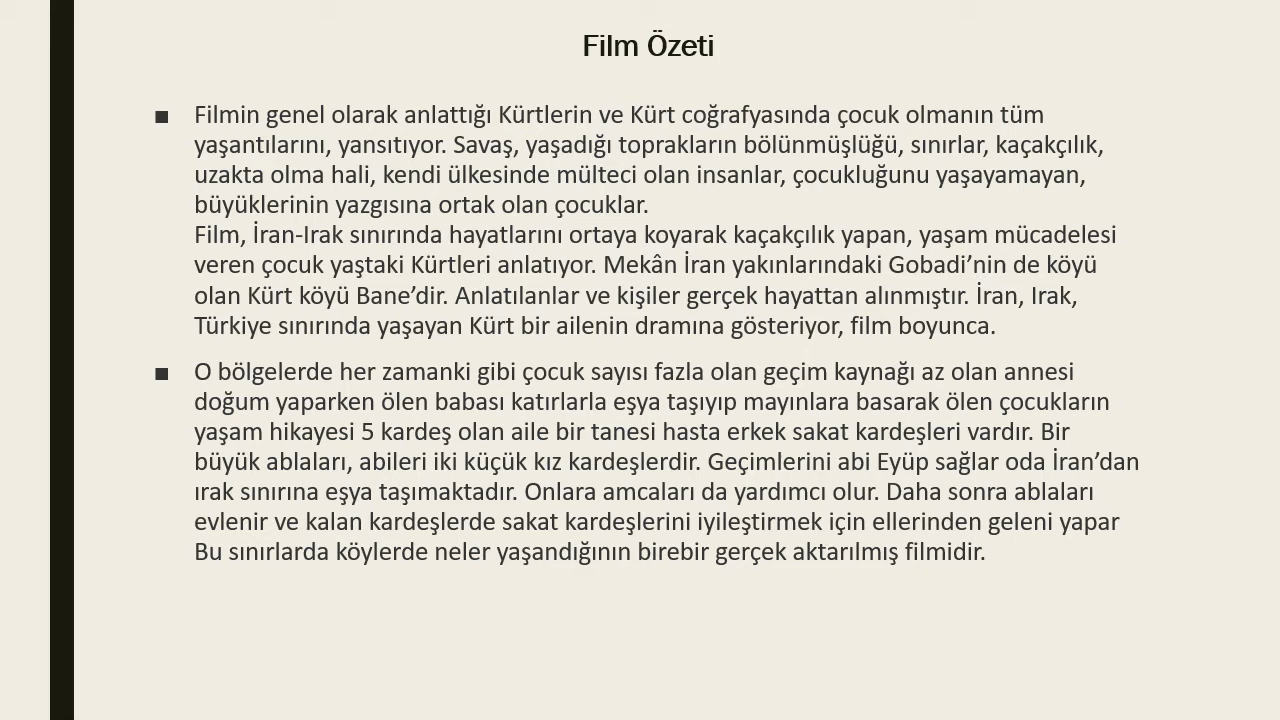 Film Özeti
■ Filmin genel olarak anlattığı Kürtlerin ve Kürt coğrafyasında çocuk olmanın tüm
yaşantılarını, yansıtıyor. Savaş, yaşadığı toprakların bölünmüşlüğü, sınırlar, kaçakçılık,
uzakta olma hali, kendi ülkesinde mülteci olan insanlar, çocukluğunu yaşayamayan,
büyüklerinin yazgısına ortak olan çocuklar.
Film, İran-Irak sınırında hayatlarını ortaya koyarak kaçakçılık yapan, yaşam mücadelesi
veren çocuk yaştaki Kürtleri anlatıyor. Mekân İran yakınlarındaki Gobadi’nin de köyü
olan Kürt köyü Bane’dir. Anlatılanlar ve kişiler gerçek hayattan alınmıştır. İran, Irak,
Türkiye sınırında yaşayan Kürt bir ailenin dramına gösteriyor, film boyunca.
■ O bölgelerde her zamanki gibi çocuk sayısı fazla olan geçim kaynağı az olan annesi
doğum yaparken ölen babası katırlarla eşya taşıyıp mayınlara basarak ölen çocukların
yaşam hikayesi 5 kardeş olan aile bir tanesi hasta erkek sakat kardeşleri vardır. Bir
büyük ablaları, abileri iki küçük kız kardeşlerdir. Geçimlerini abi Eyüp sağlar oda İran’dan
ırak sınırına eşya taşımaktadır. Onlara amcaları da yardımcı olur. Daha sonra ablaları
evlenir ve kalan kardeşlerde sakat kardeşlerini iyileştirmek için ellerinden geleni yapar
Bu sınırlarda köylerde neler yaşandığının birebir gerçek aktarılmış filmidir.